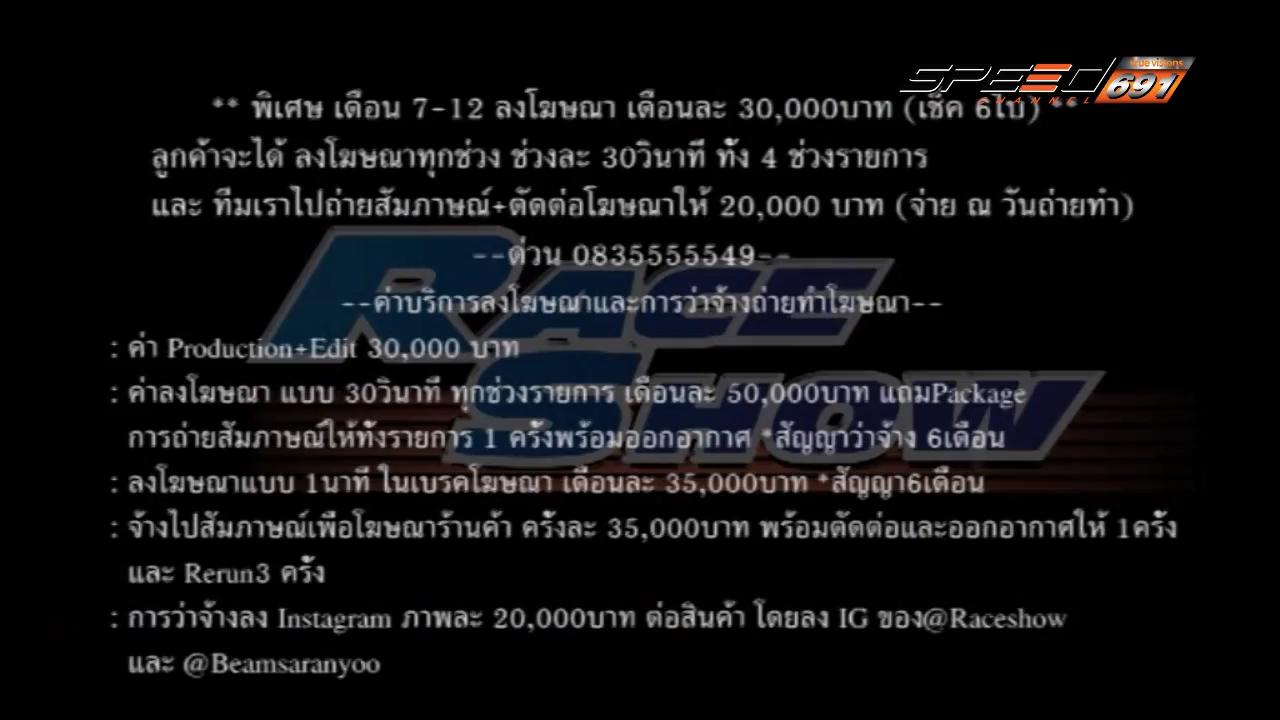 SPEED CHANNEL true visions 691
** พิเศษ เดือน 7-12 ลงโฆษณา เดือนละ 30,000บาท (เช็ค 6ใบ) **
ลูกค้าจะได้ ลงโฆษณาทุกช่วง ช่วงละ 30วินาที ทั้ง 4 ช่วงรายการ
และ ทีมเราไปถ่ายสัมภาษณ์+ตัดต่อโฆษณาให้ 20,000 บาท (จ่าย ณ วันถ่ายทำ)
--ด่วน 0835555549--
--ค่าบริการลงโฆษณาและการว่าจ้างถ่ายทำโฆษณา--
: ค่า Production+Edit 30,000 บาท
: ค่าลงโฆษณา แบบ 30วินาที ทุกช่วงรายการ เดือนละ 50,000บาท แถมPackage
การถ่ายสัมภาษณ์ให้ทั้งรายการ 1 ครั้งพร้อมออกอากาศ *สัญญาว่าจ้าง 6เดือน
: ลงโฆษณาแบบ 1นาที ในเบรคโฆษณา เดือนละ 35,000บาท *สัญญา6เดือน
: จ้างไปสัมภาษณ์เพื่อโฆษณาร้านค้า ครั้งละ 35,000บาท พร้อมตัดต่อและออกอากาศให้ 1ครั้ง
และ Rerun3 ครั้ง
: การว่าจ้างลง Instagram ภาพละ 20,000บาท ต่อสินค้า โดยลง IG ของ@Raceshow
และ @Beamsaranyoo
RACE
SHOW